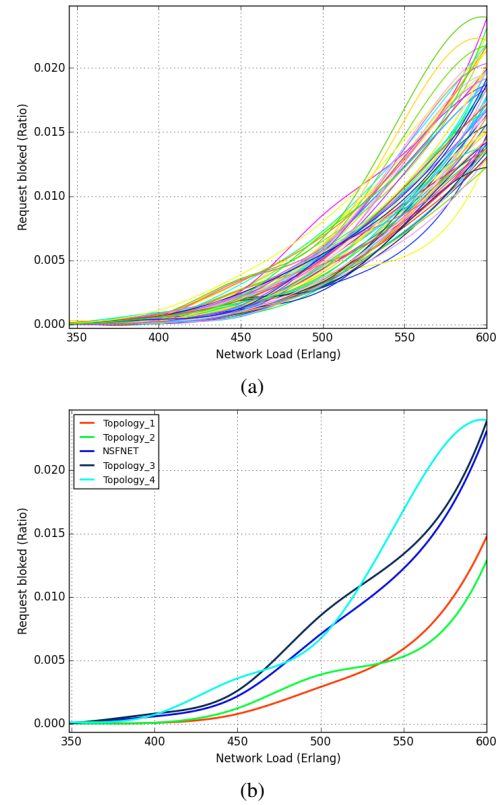 0.020
0.015
0.010
0.005
0.000
Request bloked (Ratio)
350 400 450 500 550 600
Network Load (Erlang)
(a)
Topology_1
Topology_2
NSFNET
Topology_3
Topology_4
0.020
0.015
0.010
0.005
0.000
Request bloked (Ratio)
350 400 450 500 550 600
Network Load (Erlang)
(b)